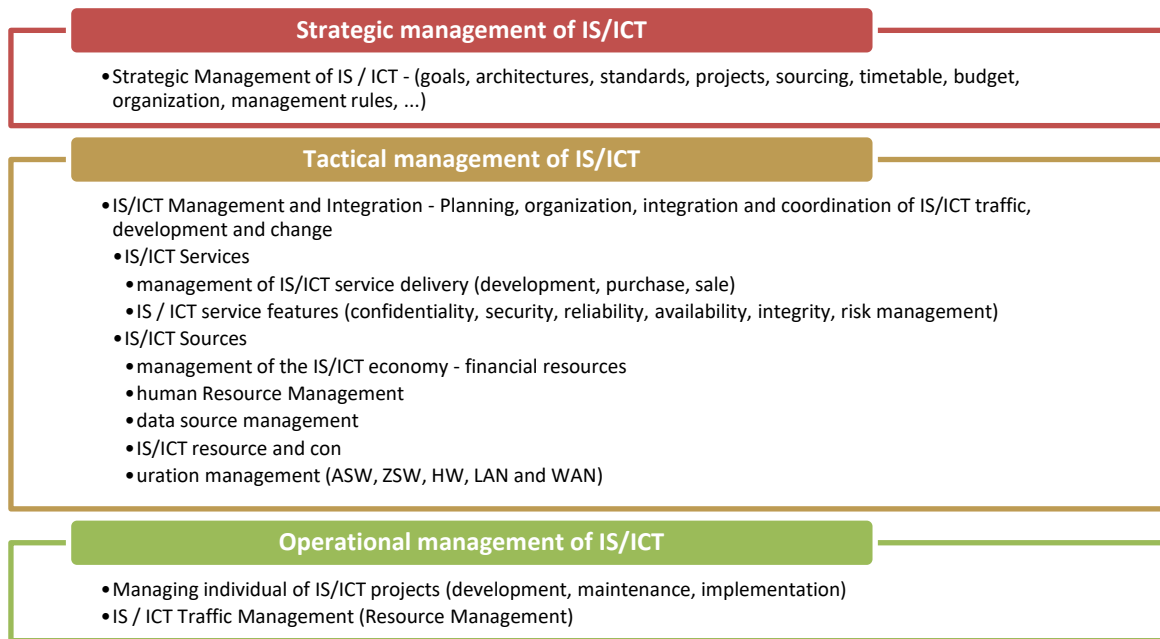 Strategic management of IS/ICT
•Strategic Management of IS / ICT - (goals, architectures, standards, projects, sourcing, timetable, budget,
organization, management rules, ...)
Tactical management of IS/ICT
•IS/ICT Management and Integration - Planning, organization, integration and coordination of IS/ICT traffic,
development and change
•IS/ICT Services
•management of IS/ICT service delivery (development, purchase, sale)
•IS / ICT service features (confidentiality, security, reliability, availability, integrity, risk management)
•IS/ICT Sources
•management of the IS/ICT economy - financial resources
•human Resource Management
•data source management
•IS/ICT resource and con
•uration management (ASW, ZSW, HW, LAN and WAN)
Operational management of IS/ICT
•Managing individual of IS/ICT projects (development, maintenance, implementation)
•IS / ICT Traffic Management (Resource Management)